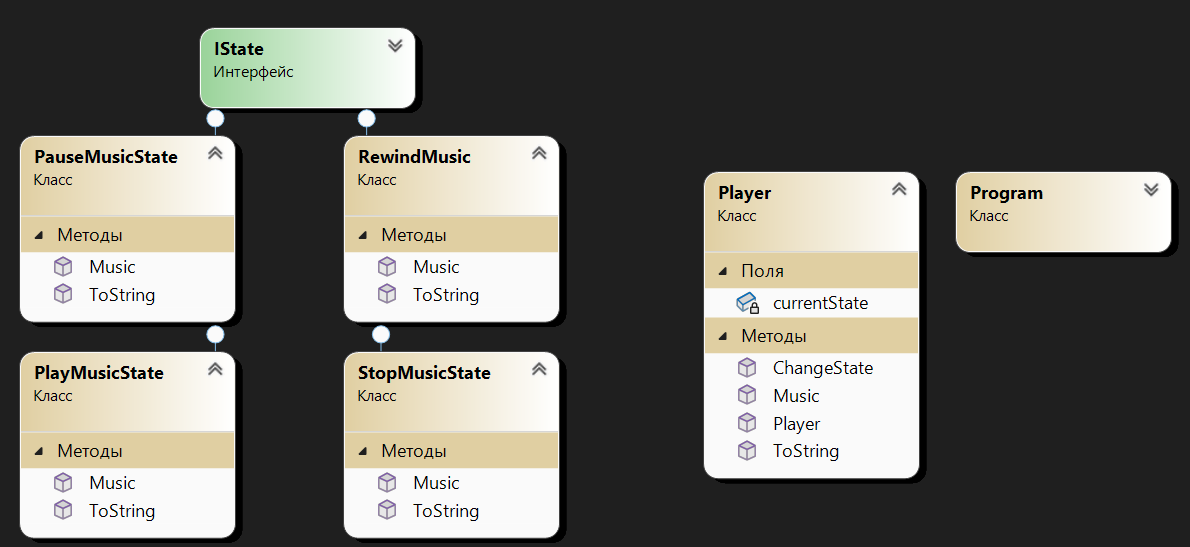 IState
Интерфейс
PauseMusicState
Класс
Методы
Music
ToString
RewindMusic
Класс
Методы
Music
ToString
PlayMusicState
Класс
Методы
Music
ToString
StopMusicState
Класс
Методы
Music
ToString
Player
Класс
Поля
currentState
Методы
ChangeState
Music
Player
ToString
Program
Класс